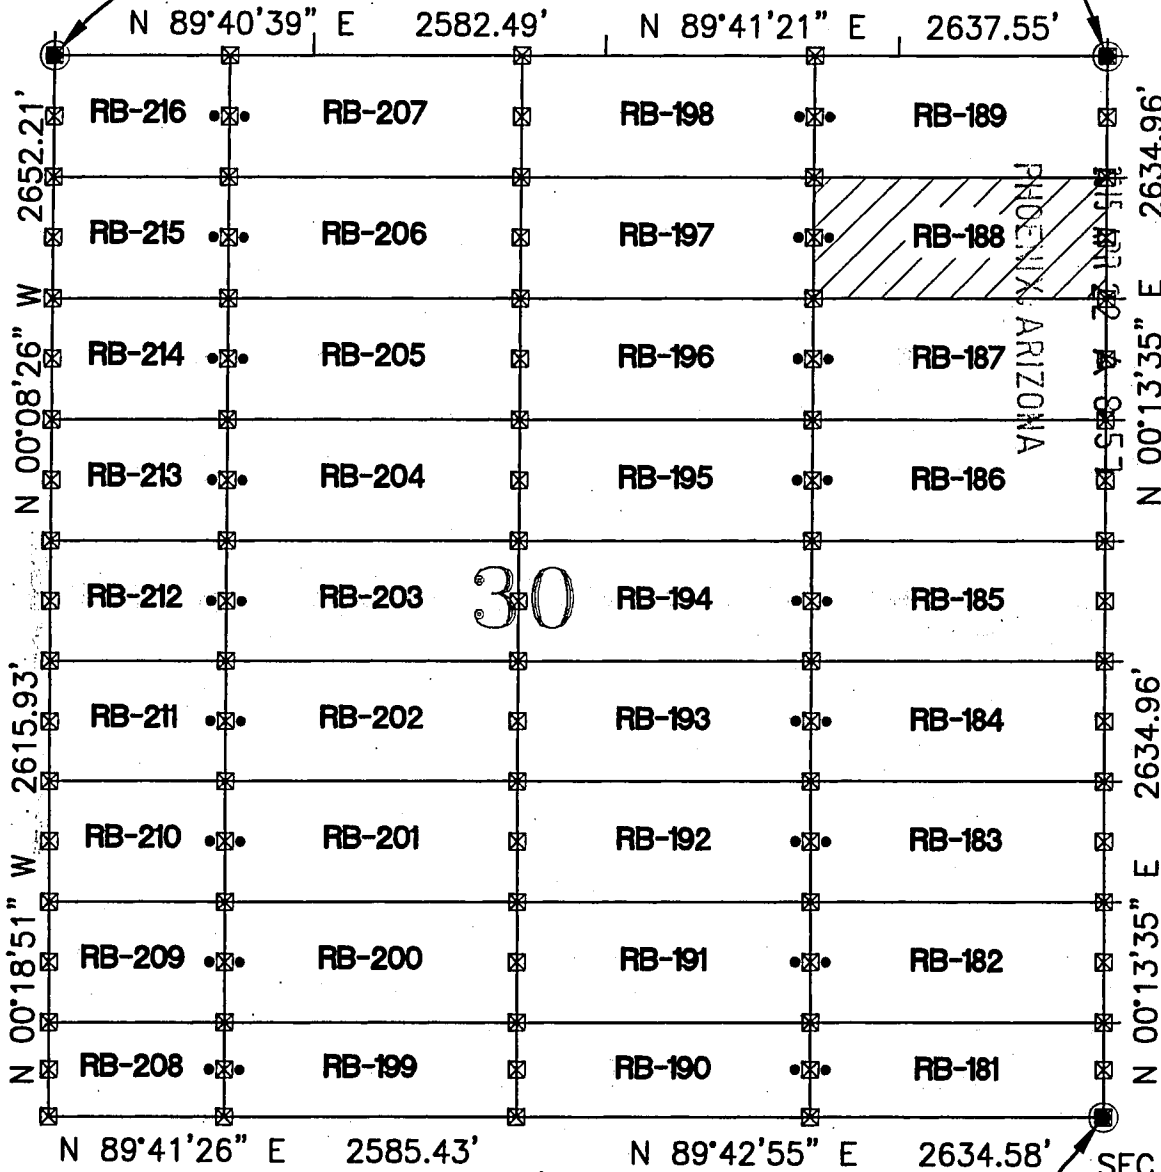 N 89°40'39" E 2582.49' N 89°41'21" E 2637.55'
2652.21'
N 00°08'26" W
2615.93'
N 00°18'51" W
RB-216 RB-207 RB-198 RB-189
RB-215 RB-206 RB-197 RB-188
RB-214 RB-205 RB-196 RB-187
RB-213 RB-204 RB-195 RB-186
RB-212 RB-203 RB-194 RB-185
30
RB-211 RB-202 RB-193 RB-184
RB-210 RB-201 RB-192 RB-183
RB-209 RB-200 RB-191 RB-182
RB-208 RB-199 RB-190 RB-181
PHOENIX, ARIZONA
A 8:57
2634.96'
N 00°13'35" E
2634.96'
N 00°13'35" E
N 89°41'26" E 2585.43' N 89°42'55" E 2634.58'
SEC